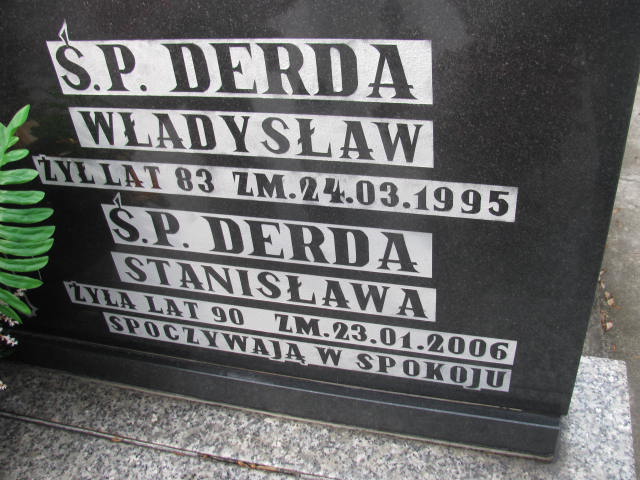 Ś.P. DERDA
WŁADYSŁAW
ŻYŁ LAT 83 ZM.24.03.1995
Ś.P. DERDA
STANISŁAWA
ŻYŁA LAT 90 ZM.23.01.2006
SPOCZYWAJĄ W SPOKOJU